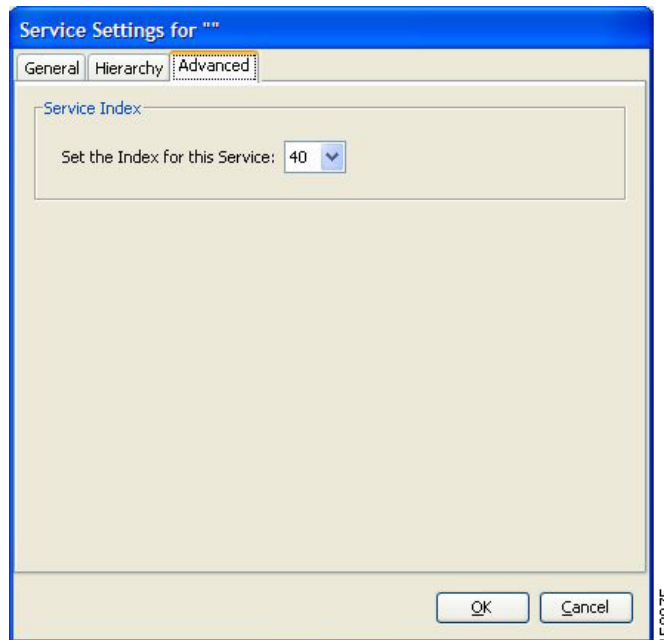 Service Settings for ""
General Hierarchy Advanced
Service Index
Set the Index for this Service: 40
OK Cancel